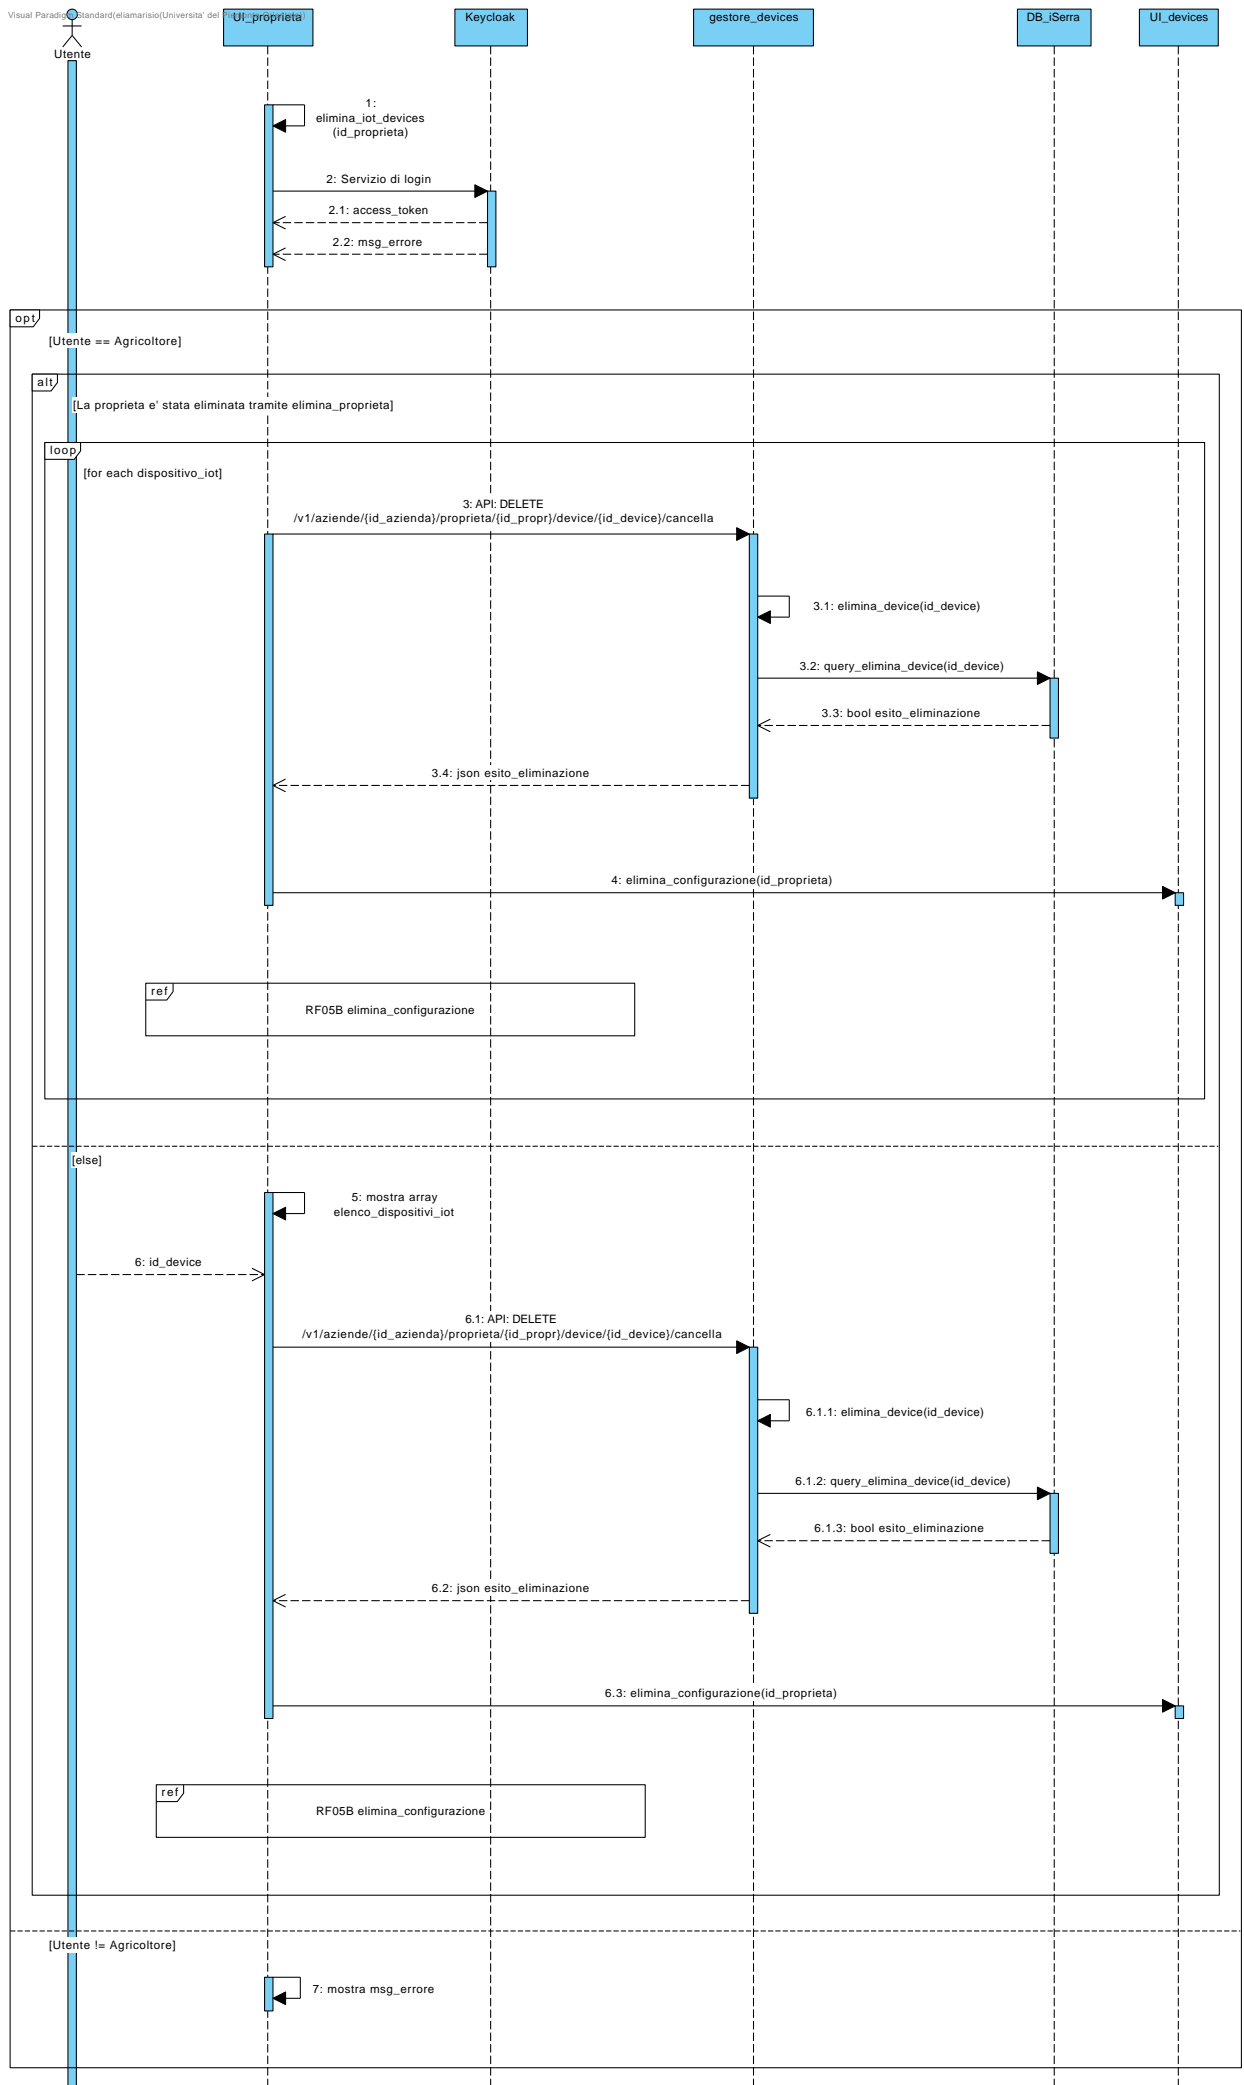 Visual Paradigm Standard(eliamarisio(Universita' del Piemonte Orientale))
UI_proprieta
Keycloak
gestore_devices
DB_iSerra
UI_devices
Utente
1:
elimina_iot_devices
(id_proprieta)
2: Servizio di login
2.1: access_token
2.2: msg_errore
opt
[Utente == Agricoltore]
alt
[La proprieta e' stata eliminata tramite elimina_proprieta]
loop
[for each dispositivo_iot]
3: API: DELETE
/v1/aziende/{id_azienda}/proprieta/{id_propr}/device/{id_device}/cancella
3.1: elimina_device(id_device)
3.2: query_elimina_device(id_device)
3.3: bool esito_eliminazione
3.4: json esito_eliminazione
4: elimina_configurazione(id_proprieta)
ref
RF05B elimina_configurazione
[else]
5: mostra array
elenco_dispositivi_iot
6: id_device
6.1: API: DELETE
/v1/aziende/{id_azienda}/proprieta/{id_propr}/device/{id_device}/cancella
6.1.1: elimina_device(id_device)
6.1.2: query_elimina_device(id_device)
6.1.3: bool esito_eliminazione
6.2: json esito_eliminazione
6.3: elimina_configurazione(id_proprieta)
ref
RF05B elimina_configurazione
[Utente != Agricoltore]
7: mostra msg_errore